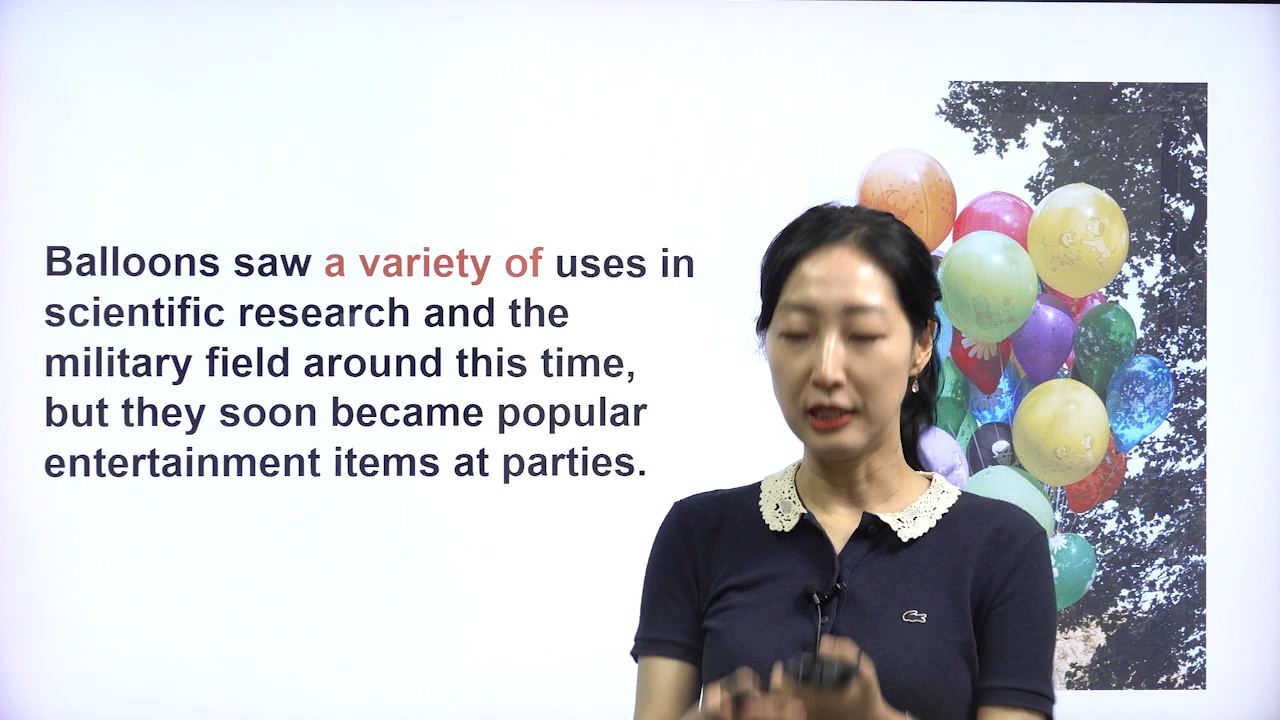 Balloons saw a variety of uses in
scientific research and the
military field around this time,
but they soon became popular
entertainment items at parties.